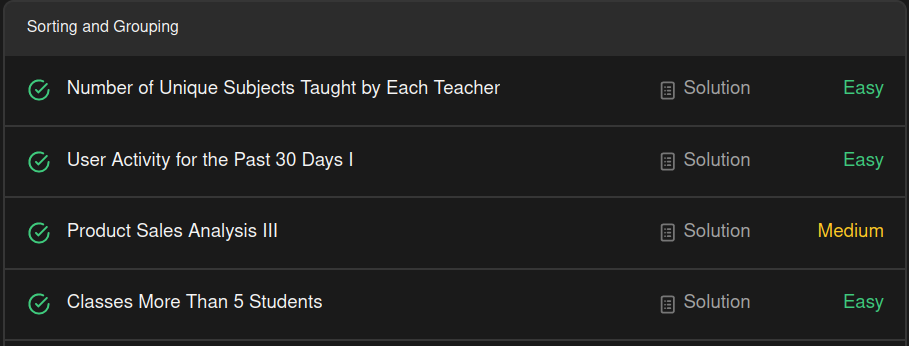 Sorting and Grouping
Number of Unique Subjects Taught by Each Teacher Solution Easy
User Activity for the Past 30 Days I Solution Easy
Product Sales Analysis III Solution Medium
Classes More Than 5 Students Solution Easy